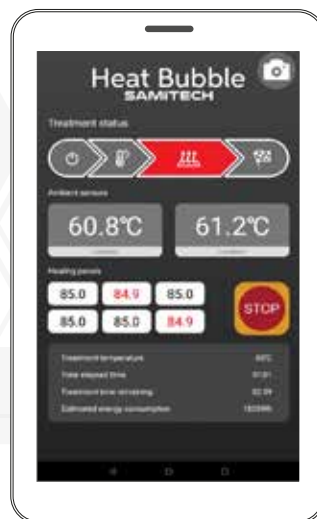 Heat Bubble
SAMITECH
Treatment status
Ambient sensors
60.8°C 61.2°C
Heating panels
85.0 84.9 85.0
85.0 85.0 84.9
STOP
Treatment temperature
Total elapsed time
Treatment time remaining
Estimated energy consumption